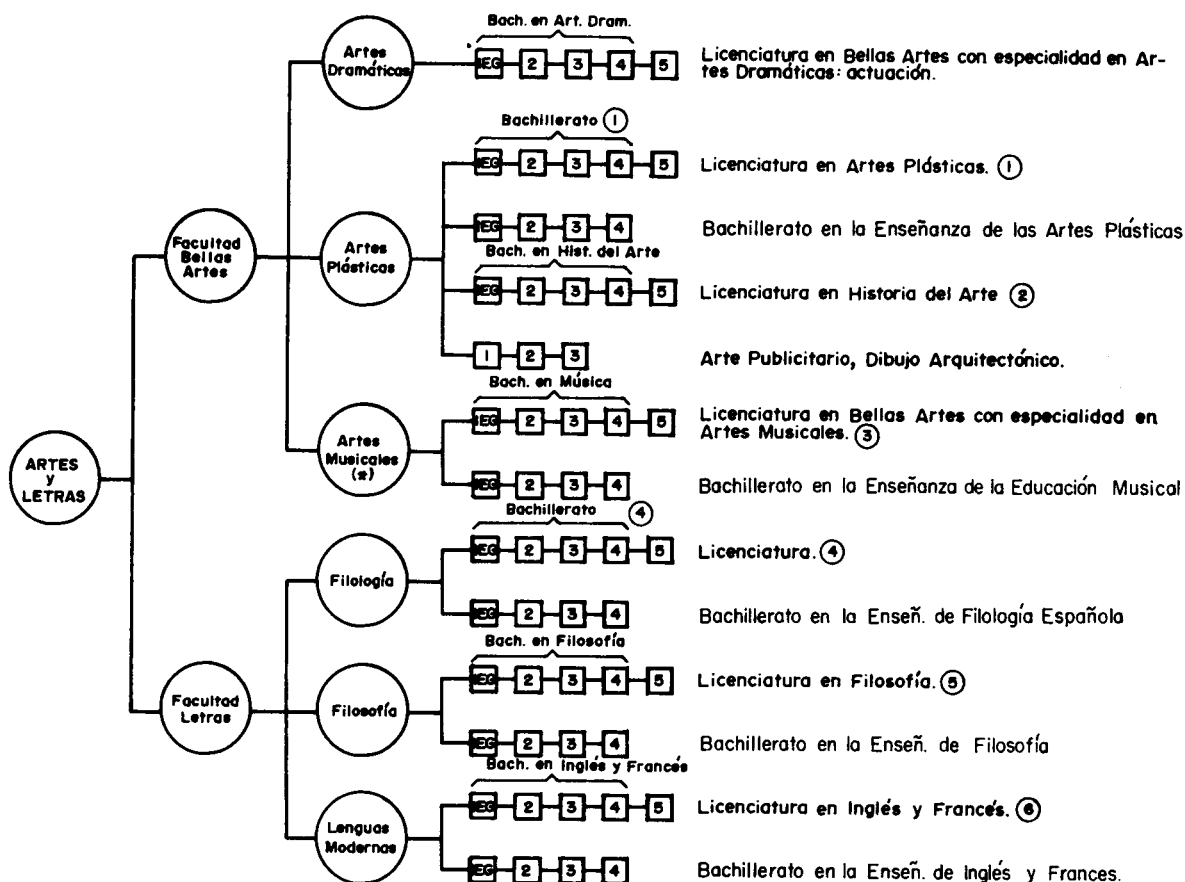 Bach. en Art. Dram.
Artes
Dramáticas
IEG 2 3 4 5
Licenciatura en Bellas Artes con especialidad en Ar-
tes Dramáticas: actuación.
Bachillerato 1
IEG 2 3 4 5
Licenciatura en Artes Plásticas. 1
Facultad
Bellas
Artes
Artes
Plásticas
IEG 2 3 4
Bachillerato en la Enseñanza de las Artes Plásticas
Bach. en Hist. del Arte
IEG 2 3 4 5
Licenciatura en Historia del Arte 2
1 2 3
Arte Publicitario, Dibujo Arquitectónico.
Bach. en Música
Artes
Musicales
(*)
IEG 2 3 4 5
Licenciatura en Bellas Artes con especialidad en
Artes Musicales. 3
IEG 2 3 4
Bachillerato en la Enseñanza de la Educación Musical
ARTES
y
LETRAS
Bachillerato 4
Filología
IEG 2 3 4 5
Licenciatura. 4
IEG 2 3 4
Bachillerato en la Enseñ. de Filología Española
Facultad
Letras
Bach. en Filosofía
Filosofía
IEG 2 3 4 5
Licenciatura en Filosofía. 5
IEG 2 3 4
Bachillerato en la Enseñ. de Filosofía
Bach. en Inglés y Francés
Lenguas
Modernas
IEG 2 3 4 5
Licenciatura en Inglés y Francés. 6
IEG 2 3 4
Bachillerato en la Enseñ. de Inglés y Frances.